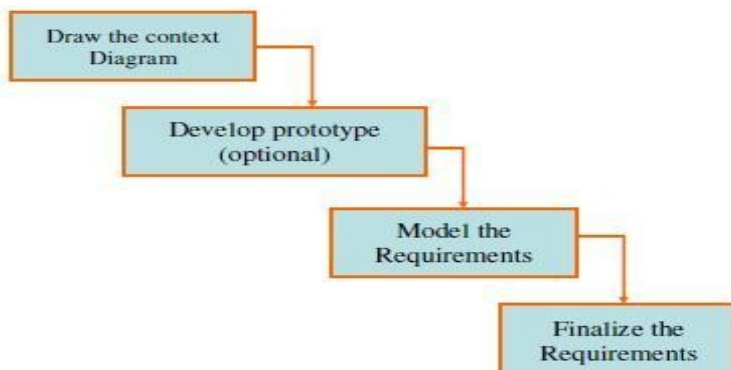 Draw the context
Diagram
Develop prototype
(optional)
Model the
Requirements
Finalize the
Requirements